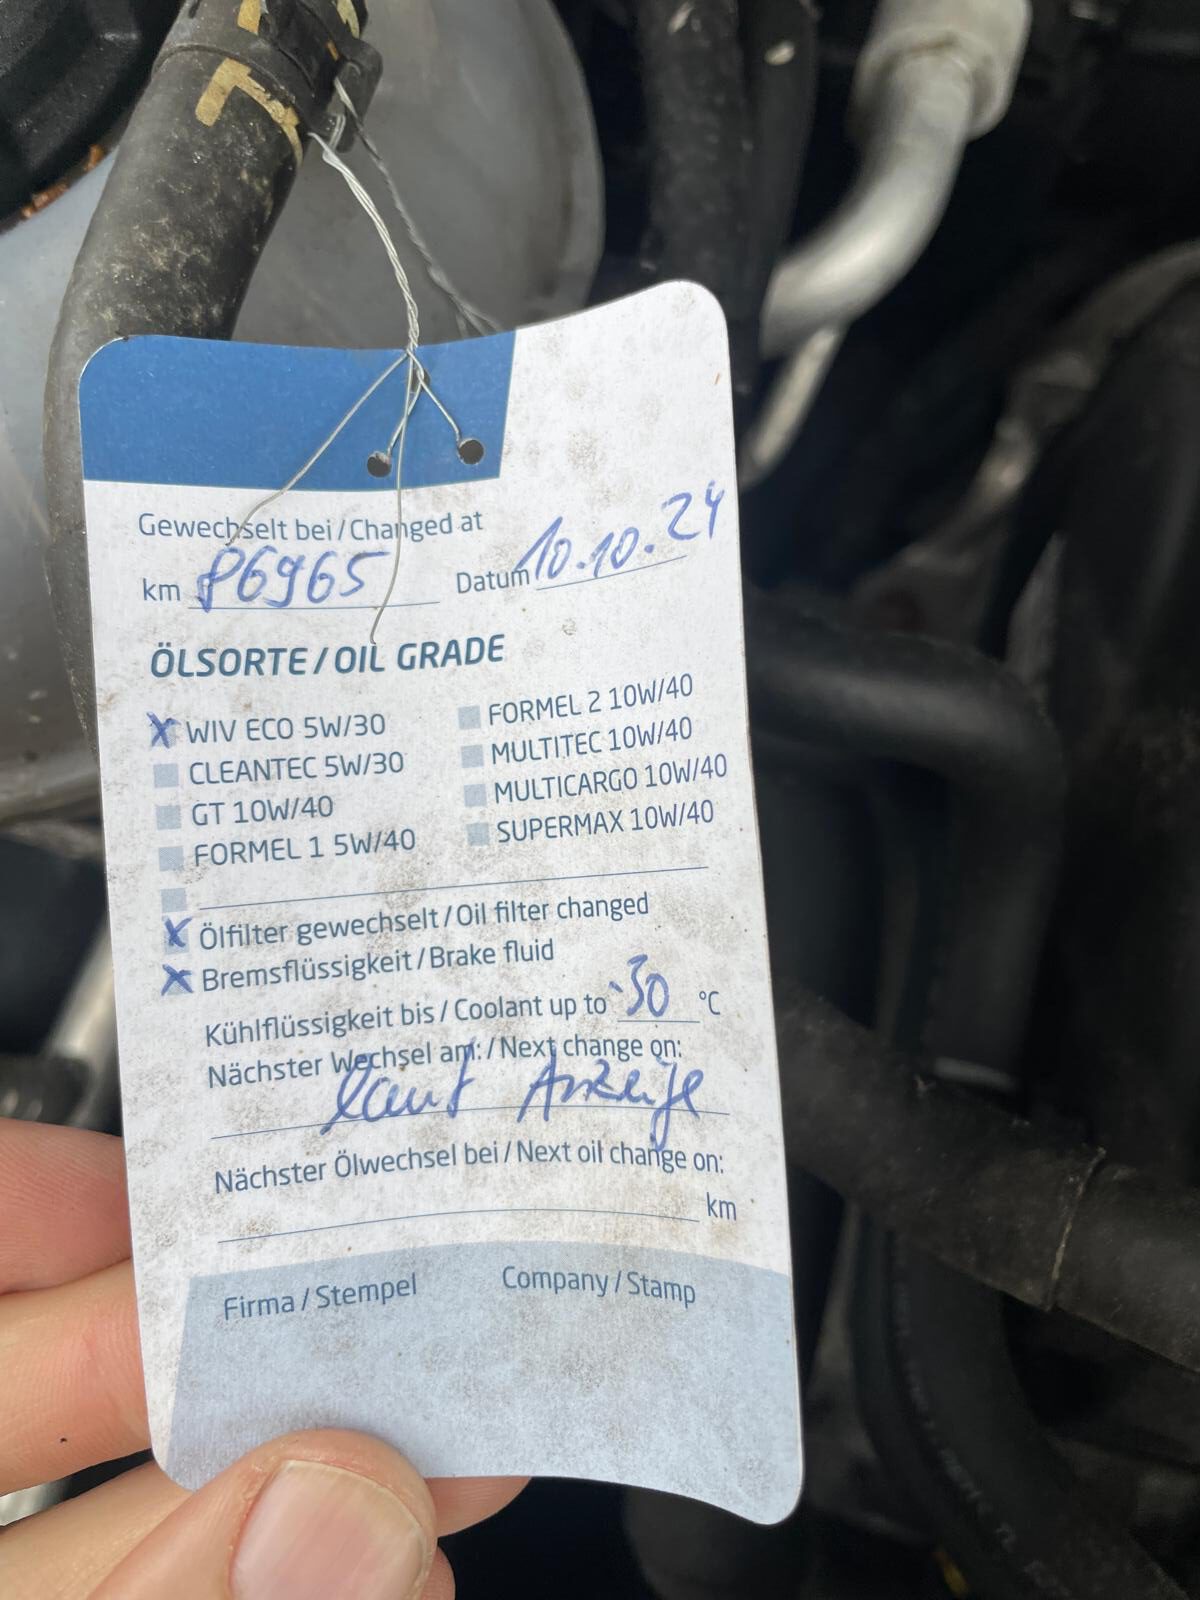 Gewechselt bei / Changed at
km 86965 Datum 10.10.24
ÖLSORTE / OIL GRADE
X WIV ECO 5W/30
CLEANTEC 5W/30
GT 10W/40
FORMEL 1 5W/40
FORMEL 2 10W/40
MULTITEC 10W/40
MULTICARGO 10W/40
SUPERMAX 10W/40
X Ölfilter gewechselt / Oil filter changed
X Bremsflüssigkeit / Brake fluid
Kühlflüssigkeit bis / Coolant up to -30 °C
Nächster Wechsel am: / Next change on:
laut Anzeige
Nächster Ölwechsel bei / Next oil change on:
km
Firma / Stempel Company / Stamp